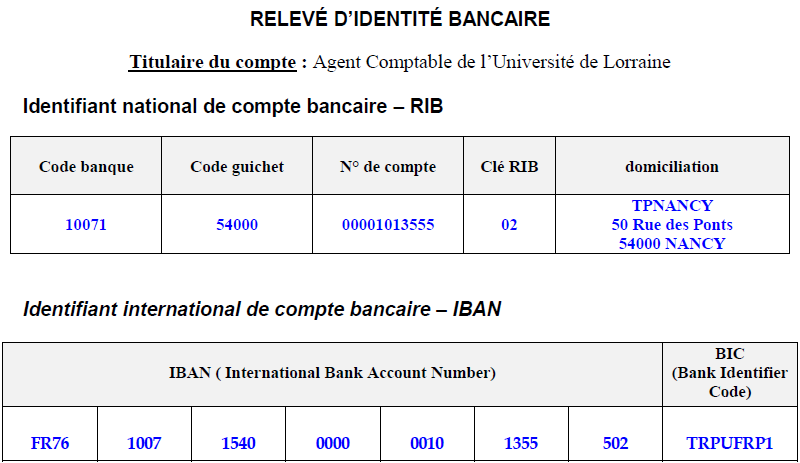 RELEVÉ D’IDENTITÉ BANCAIRE
Titulaire du compte : Agent Comptable de l’Université de Lorraine
Identifiant national de compte bancaire – RIB
Code banque Code guichet N° de compte Clé RIB domiciliation
10071 54000 00001013555 02 TPNANCY
50 Rue des Ponts
54000 NANCY
Identifiant international de compte bancaire – IBAN
IBAN ( International Bank Account Number) BIC
(Bank Identifier
Code)
FR76 1007 1540 0000 0010 1355 502 TRPUFRP1